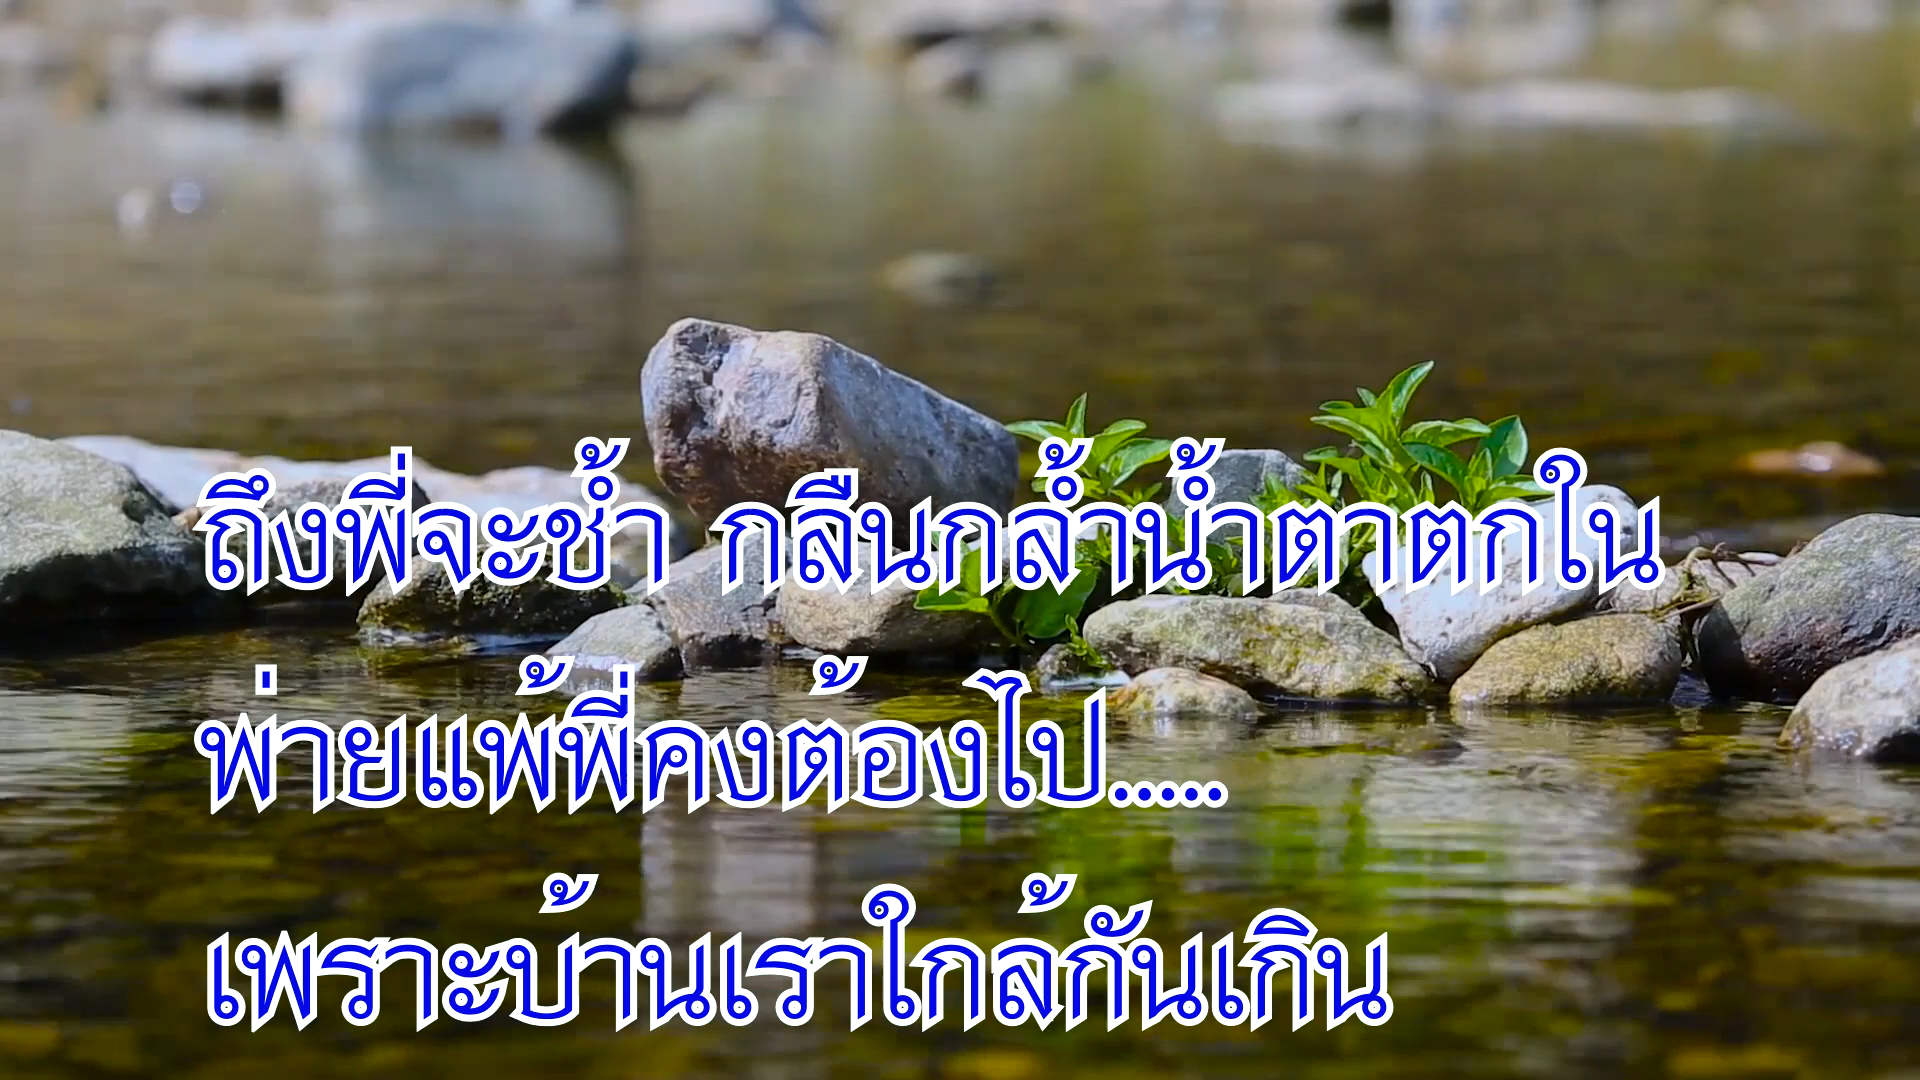 ถึงพี่จะช้ำ กลืนกล้ำน้ำตาตกใน
พ่ายแพ้พี่คงต้องไป.....
เพราะบ้านเราใกล้กันเกิน